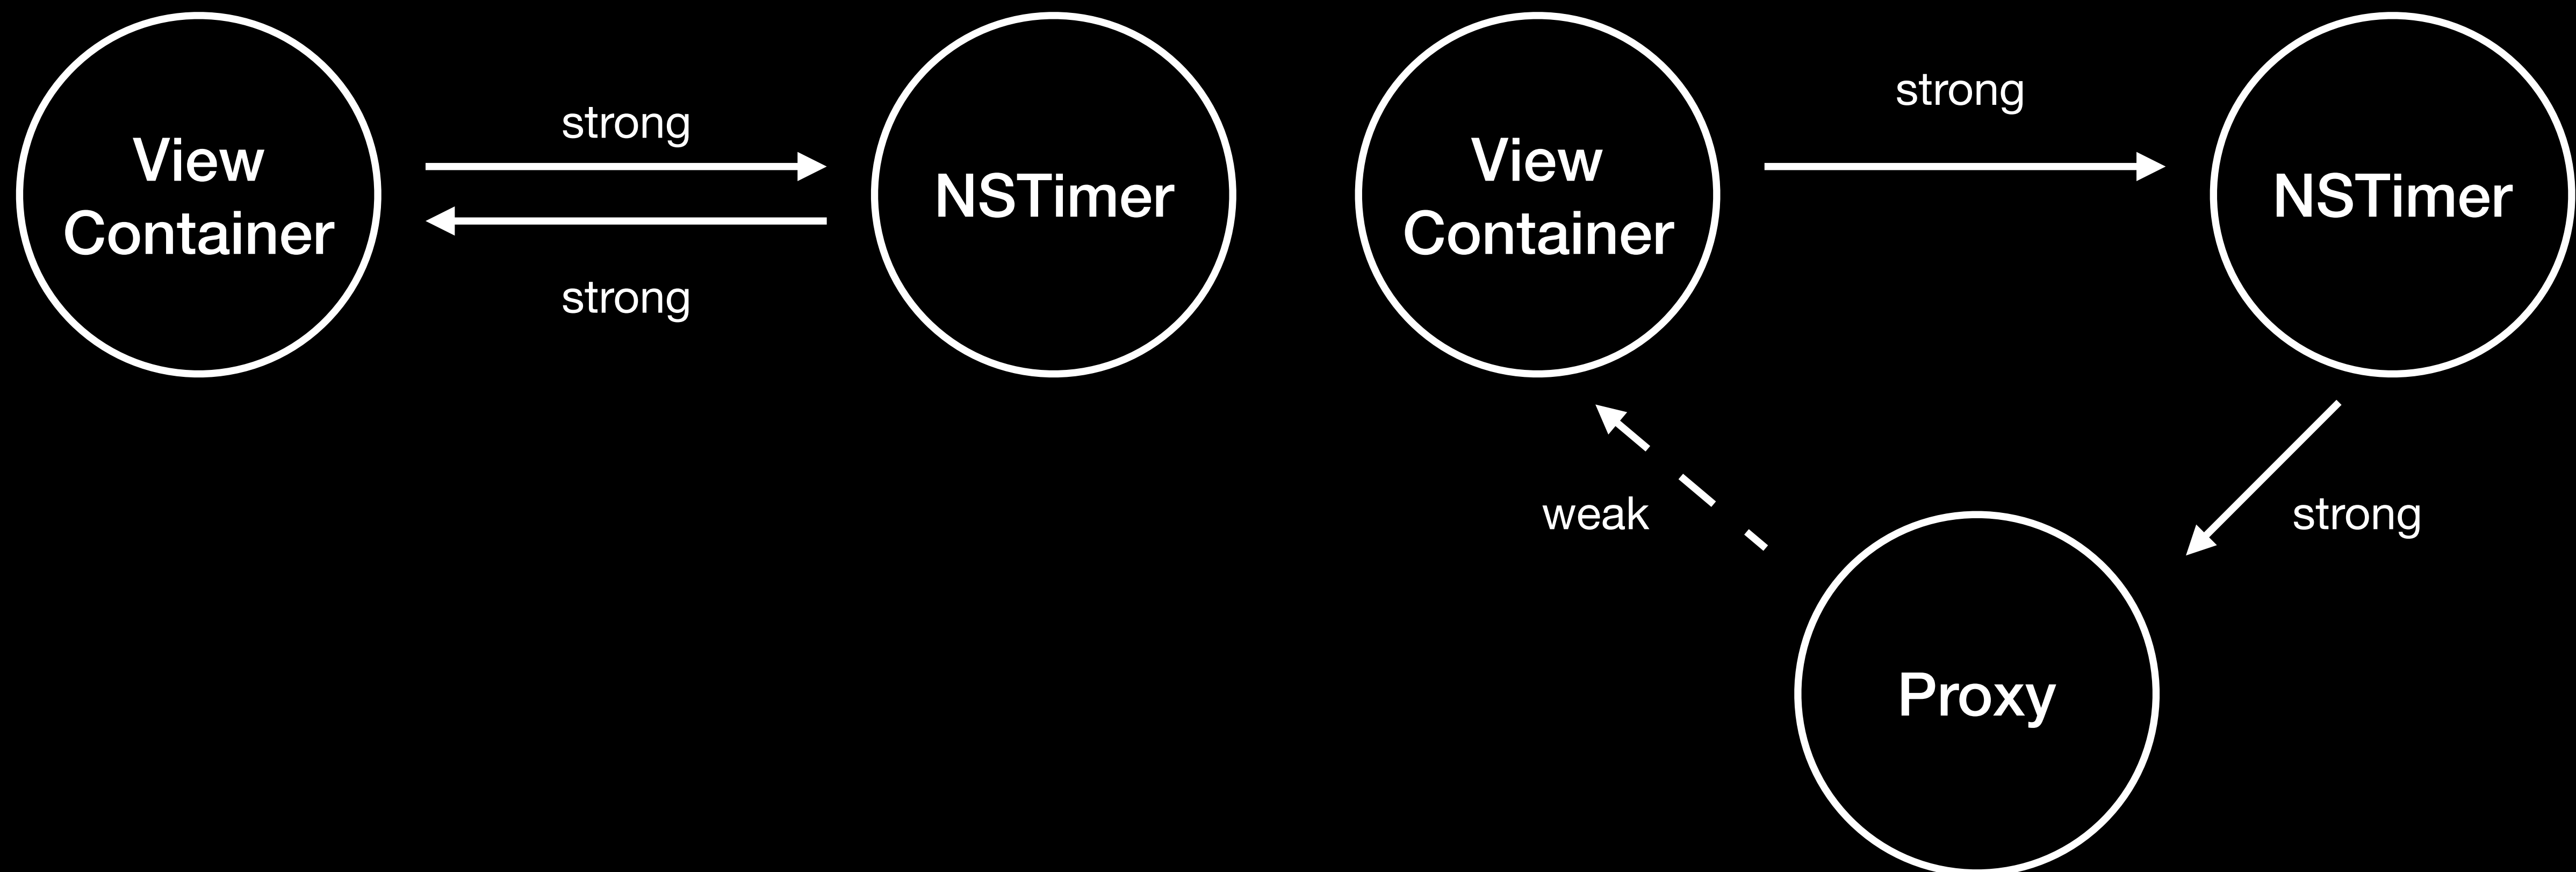 View
Container
strong
strong
NSTimer
View
Container
strong
NSTimer
weak
strong
Proxy